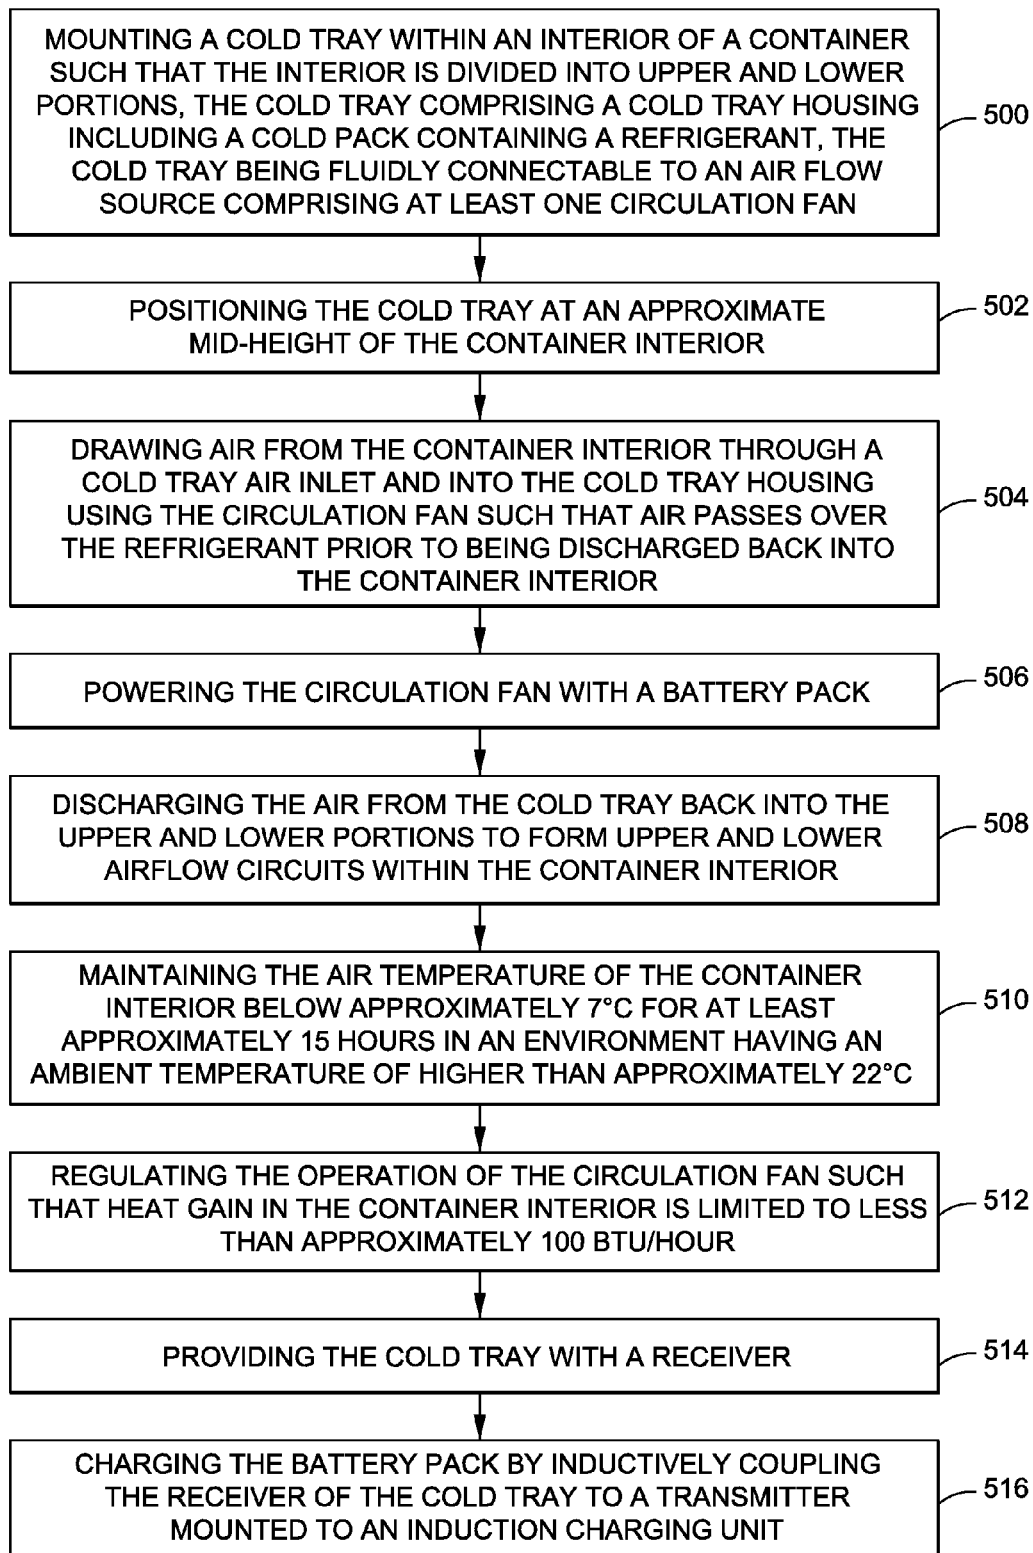 MOUNTING A COLD TRAY WITHIN AN INTERIOR OF A CONTAINER
SUCH THAT THE INTERIOR IS DIVIDED INTO UPPER AND LOWER
PORTIONS, THE COLD TRAY COMPRISING A COLD TRAY HOUSING
INCLUDING A COLD PACK CONTAINING A REFRIGERANT, THE
COLD TRAY BEING FLUIDLY CONNECTABLE TO AN AIR FLOW
SOURCE COMPRISING AT LEAST ONE CIRCULATION FAN
500
POSITIONING THE COLD TRAY AT AN APPROXIMATE
MID-HEIGHT OF THE CONTAINER INTERIOR
502
DRAWING AIR FROM THE CONTAINER INTERIOR THROUGH A
COLD TRAY AIR INLET AND INTO THE COLD TRAY HOUSING
USING THE CIRCULATION FAN SUCH THAT AIR PASSES OVER
THE REFRIGERANT PRIOR TO BEING DISCHARGED BACK INTO
THE CONTAINER INTERIOR
504
POWERING THE CIRCULATION FAN WITH A BATTERY PACK
506
DISCHARGING THE AIR FROM THE COLD TRAY BACK INTO THE
UPPER AND LOWER PORTIONS TO FORM UPPER AND LOWER
AIRFLOW CIRCUITS WITHIN THE CONTAINER INTERIOR
508
MAINTAINING THE AIR TEMPERATURE OF THE CONTAINER
INTERIOR BELOW APPROXIMATELY 7°C FOR AT LEAST
APPROXIMATELY 15 HOURS IN AN ENVIRONMENT HAVING AN
AMBIENT TEMPERATURE OF HIGHER THAN APPROXIMATELY 22°C
510
REGULATING THE OPERATION OF THE CIRCULATION FAN SUCH
THAT HEAT GAIN IN THE CONTAINER INTERIOR IS LIMITED TO LESS
THAN APPROXIMATELY 100 BTU/HOUR
512
PROVIDING THE COLD TRAY WITH A RECEIVER
514
CHARGING THE BATTERY PACK BY INDUCTIVELY COUPLING
THE RECEIVER OF THE COLD TRAY TO A TRANSMITTER
MOUNTED TO AN INDUCTION CHARGING UNIT
516